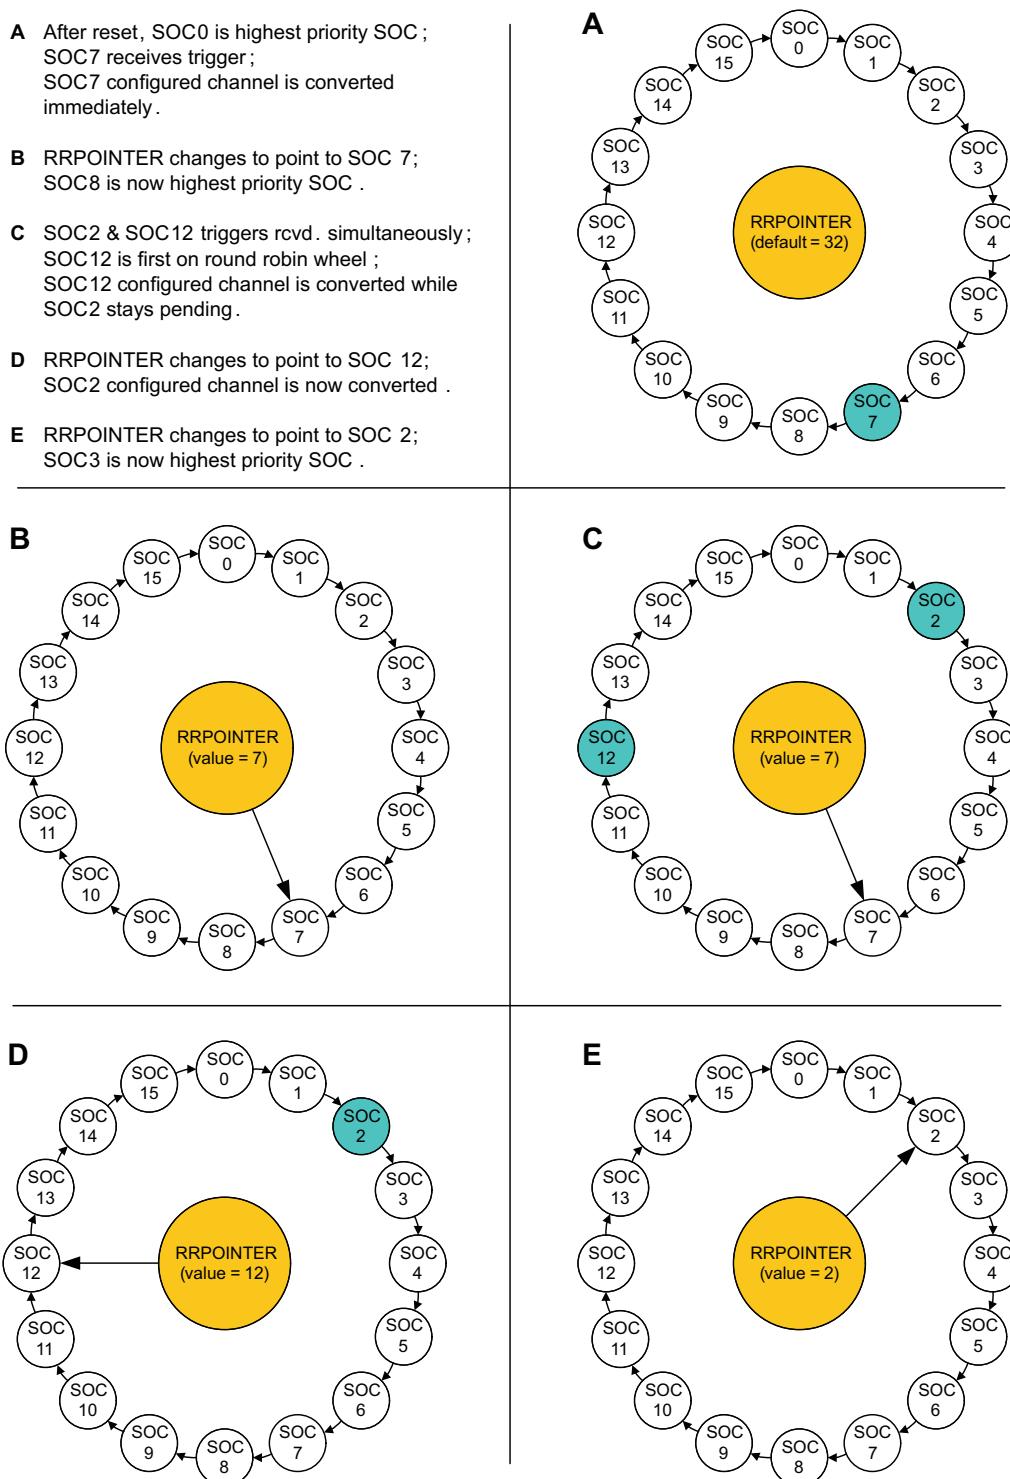 A After reset, SOC0 is highest priority SOC ;
SOC7 receives trigger ;
SOC7 configured channel is converted
immediately .
B RRPOINTER changes to point to SOC 7;
SOC8 is now highest priority SOC .
C SOC2 & SOC12 triggers rcvd. simultaneously ;
SOC12 is first on round robin wheel ;
SOC12 configured channel is converted while
SOC2 stays pending .
D RRPOINTER changes to point to SOC 12;
SOC2 configured channel is now converted .
E RRPOINTER changes to point to SOC 2;
SOC3 is now highest priority SOC .
A
SOC
0
SOC
1
SOC
2
SOC
3
SOC
4
SOC
5
SOC
6
SOC
7
SOC
8
SOC
9
SOC
10
SOC
11
SOC
12
SOC
13
SOC
14
SOC
15
RRPOINTER
(default = 32)
B
SOC
0
SOC
1
SOC
2
SOC
3
SOC
4
SOC
5
SOC
6
SOC
7
SOC
8
SOC
9
SOC
10
SOC
11
SOC
12
SOC
13
SOC
14
SOC
15
RRPOINTER
(value = 7)
C
SOC
0
SOC
1
SOC
2
SOC
3
SOC
4
SOC
5
SOC
6
SOC
7
SOC
8
SOC
9
SOC
10
SOC
11
SOC
12
SOC
13
SOC
14
SOC
15
RRPOINTER
(value = 7)
D
SOC
0
SOC
1
SOC
2
SOC
3
SOC
4
SOC
5
SOC
6
SOC
7
SOC
8
SOC
9
SOC
10
SOC
11
SOC
12
SOC
13
SOC
14
SOC
15
RRPOINTER
(value = 12)
E
SOC
0
SOC
1
SOC
2
SOC
3
SOC
4
SOC
5
SOC
6
SOC
7
SOC
8
SOC
9
SOC
10
SOC
11
SOC
12
SOC
13
SOC
14
SOC
15
RRPOINTER
(value = 2)